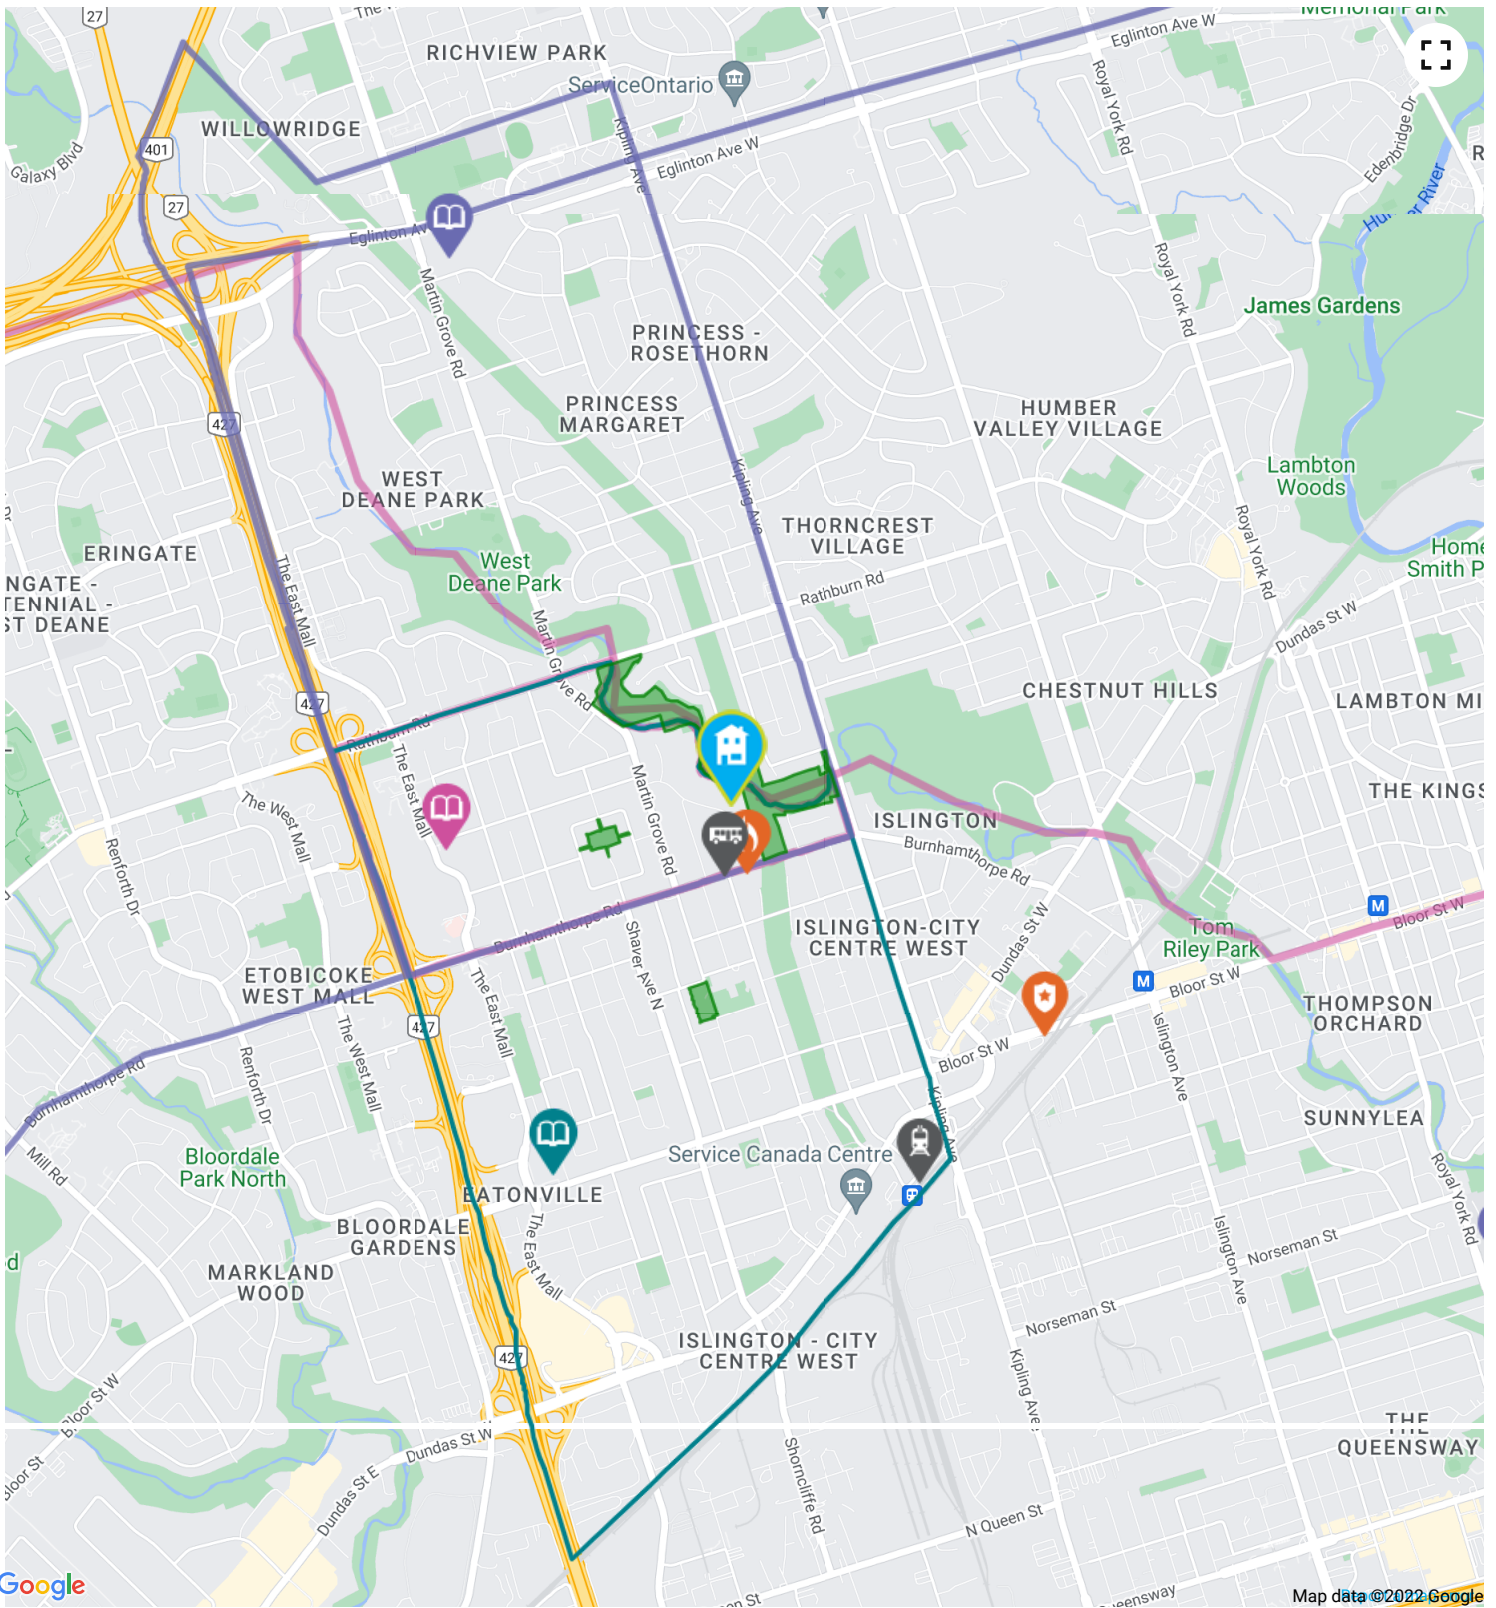 27
Memorial Park
Eglinton Ave W
RICHVIEW PARK
ServiceOntario
Royal York Rd
Edenbridge Dr
WILLOWRIDGE
401
Galaxy Blvd
Kipling Ave
Eglinton Ave W
Humber River
27
Eglinton Av
Martin Grove Rd
Royal York Rd
James Gardens
PRINCESS -
ROSETHORN
PRINCESS
MARGARET
HUMBER
VALLEY VILLAGE
427
Kipling Ave
Lambton
Woods
WEST
DEANE PARK
THORNCREST
VILLAGE
Royal York Rd
ERINGATE
West
Deane Park
Home
Smith P
The East Mall
Rathburn Rd
NGATE -
TENNIAL -
ST DEANE
Dundas St W
Martin Grove Rd
427
CHESTNUT HILLS
LAMBTON MI
Rathburn Rd
The East Mall
Martin Grove Rd
THE KINGS
The West Mall
ISLINGTON
Burnhamthorpe Rd
Renforth Dr
M
Bloor St W
Burnhamthorpe Rd
Shaver Ave N
ISLINGTON-CITY
CENTRE WEST
Dundas St W
Tom
Riley Park
ETOBICOKE
WEST MALL
The East Mall
M
Bloor St W
THOMPSON
ORCHARD
427
The West Mall
Islington Ave
Bloor St W
Renforth Dr
Burnhamthorpe Rd
Kipling Ave
SUNNYLEA
Mill Rd
Bloordale
Park North
Service Canada Centre
Royal York Rd
EATONVILLE
BLOORDALE
GARDENS
The East Mall
Islington Ave
Norseman St
MARKLAND
WOOD
Norseman St
ISLINGTON - CITY
CENTRE WEST
427
Kipling Ave
Bloor St W
Dundas St W
THE
THE
QUEENSWAY
Bloor St
Dundas St E
Shorncliffe Rd
N Queen St
Google
Queensway
Map data ©2022 Google